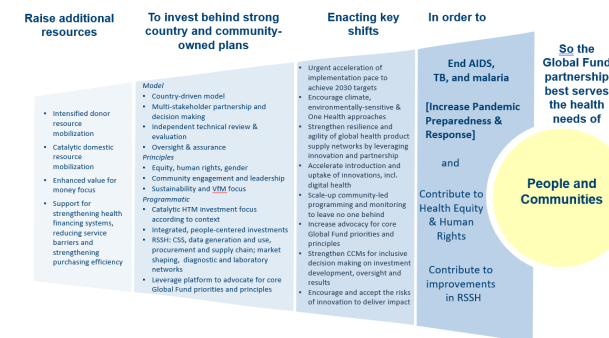 Raise additional
resources
To invest behind strong
country and community-
owned plans
Enacting key
shifts
In order to
So the
Global Fund
partnership
best serves
the health
needs of
• Intensified donor
resource
mobilization
• Catalytic domestic
resource
mobilization
• Enhanced value for
money focus
• Support for
strengthening health
financing systems,
reducing service
barriers and
strengthening
purchasing efficiency
Model
• Country-driven model
• Multi-stakeholder partnership and
decision making
• Independent technical review &
evaluation
• Oversight & assurance
Principles
• Equity, human rights, gender
• Community engagement and leadership
• Sustainability and VfM focus
Programmatic
• Catalytic HTM investment focus
according to context
• Integrated, people-centered investments
• RSSH: CSS, data generation and use,
procurement and supply chain; market
shaping, diagnostic and laboratory
networks
• Leverage platform to advocate for core
Global Fund priorities and principles
• Urgent acceleration of
implementation pace to
achieve 2030 targets
• Encourage climate,
environmentally-sensitive &
One Health approaches
• Strengthen resilience and
agility of global health product
supply networks by leveraging
innovation and partnership
• Accelerate introduction and
uptake of innovations, incl.
digital health
• Scale-up community-led
programming and monitoring
to leave no one behind
• Increase advocacy for core
Global Fund priorities and
principles
• Strengthen CCMs for inclusive
decision making on investment
development, oversight and
results
• Encourage and accept the risks
of innovation to deliver impact
End AIDS,
TB, and malaria
[Increase Pandemic
Preparedness &
Response]
and
Contribute to
Health Equity
& Human
Rights
Contribute to
improvements
in RSSH
People and
Communities